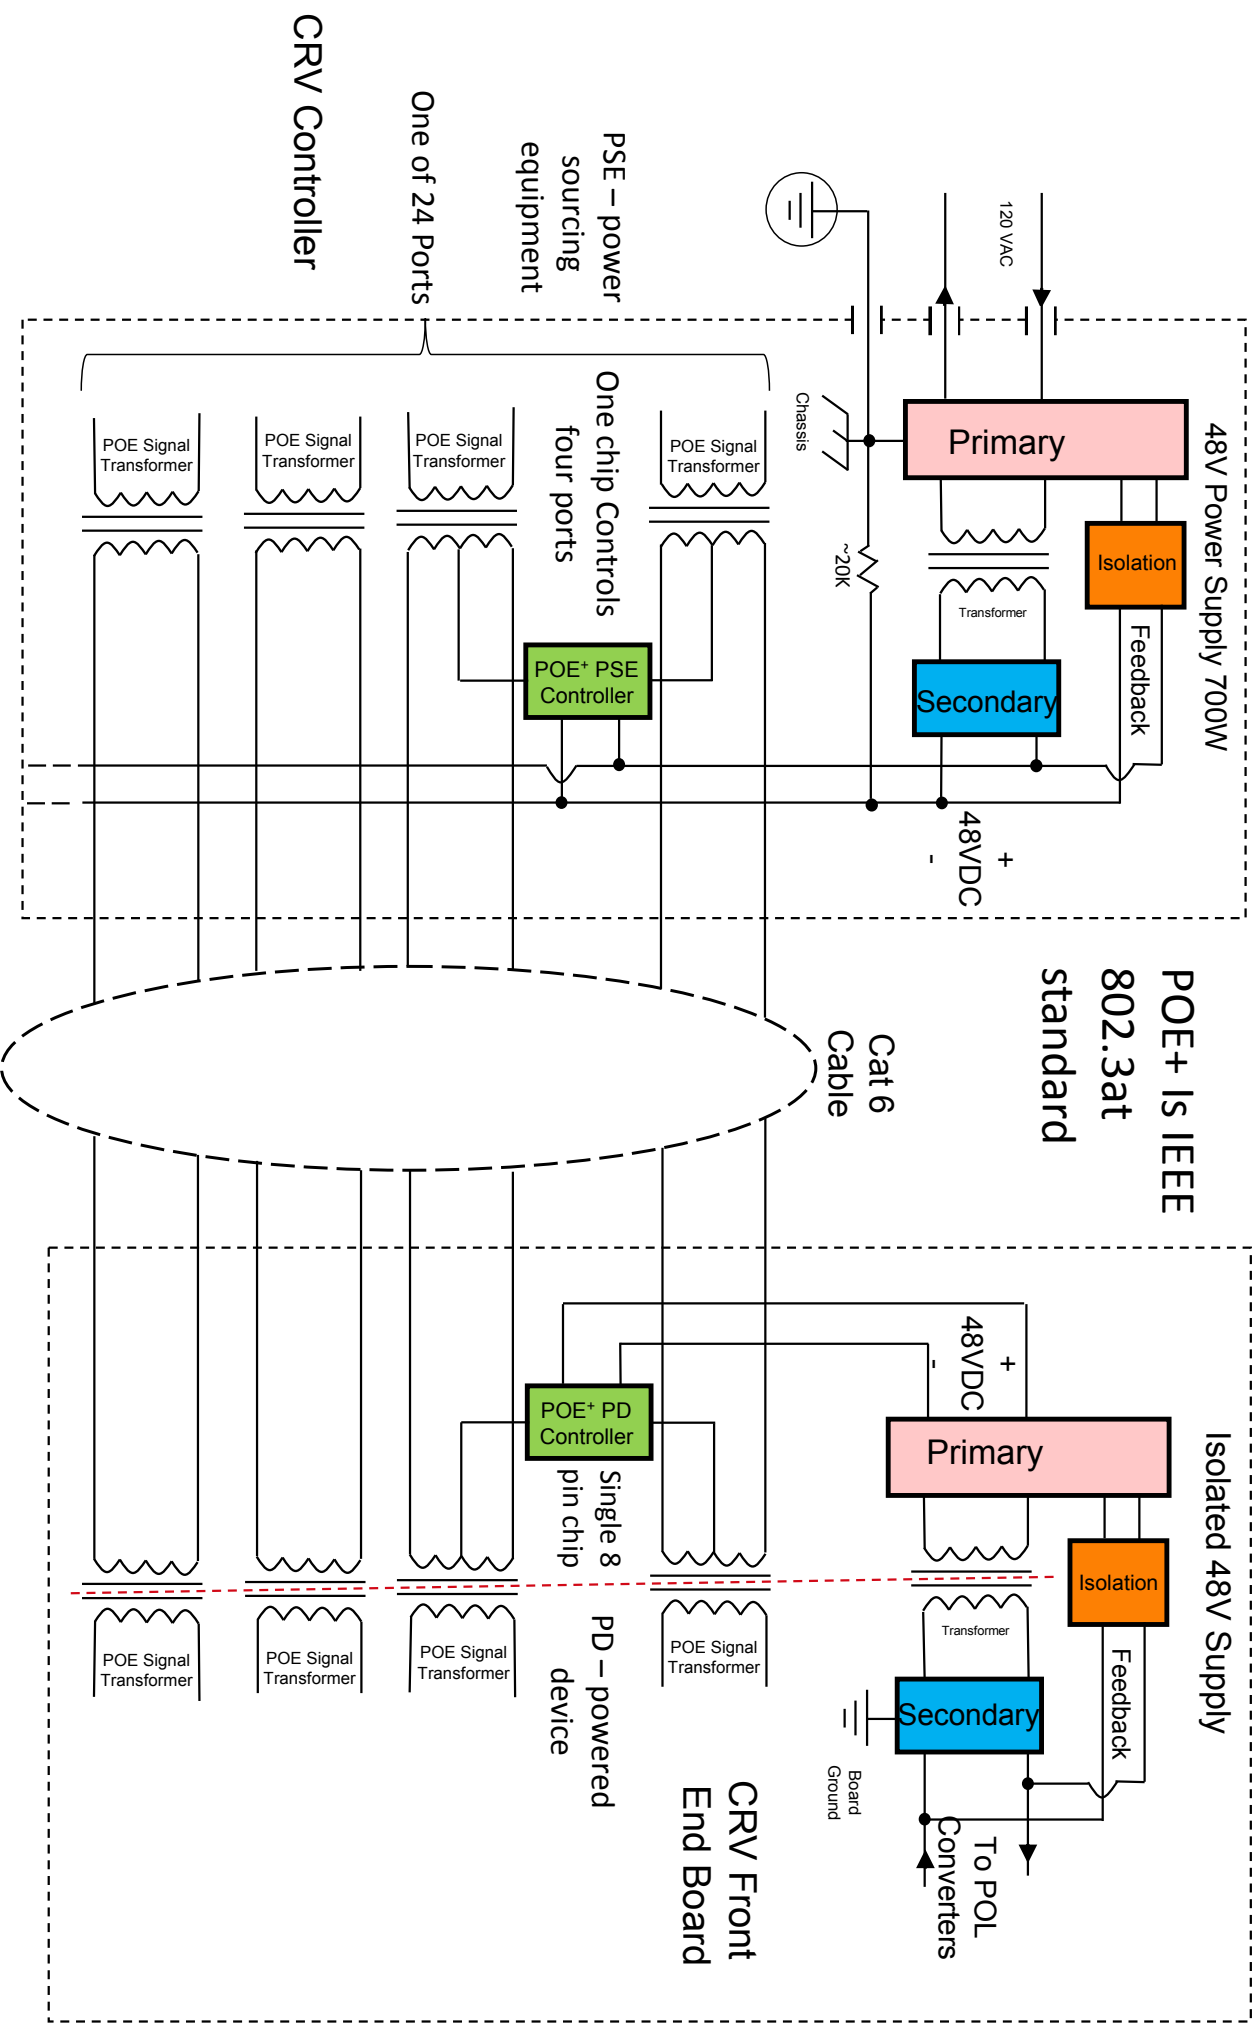 120 VAC
Chassis
Primary
48V Power Supply 700W
Isolation
Feedback
~20K
Transformer
Secondary
+
48VDC
-
PSE – power
sourcing
equipment
One of 24 Ports
CRV Controller
One chip Controls
four ports
POE Signal
Transformer
POE Signal
Transformer
POE Signal
Transformer
POE Signal
Transformer
POE+ PSE
Controller
POE+ Is IEEE
802.3at
standard
Cat 6
Cable
Isolated 48V Supply
+
48VDC
-
Primary
Isolation
Feedback
Transformer
Secondary
Board
Ground
To POL
Converters
POE+ PD
Controller
Single 8
pin chip
PD – powered
device
POE Signal
Transformer
POE Signal
Transformer
POE Signal
Transformer
POE Signal
Transformer
CRV Front
End Board